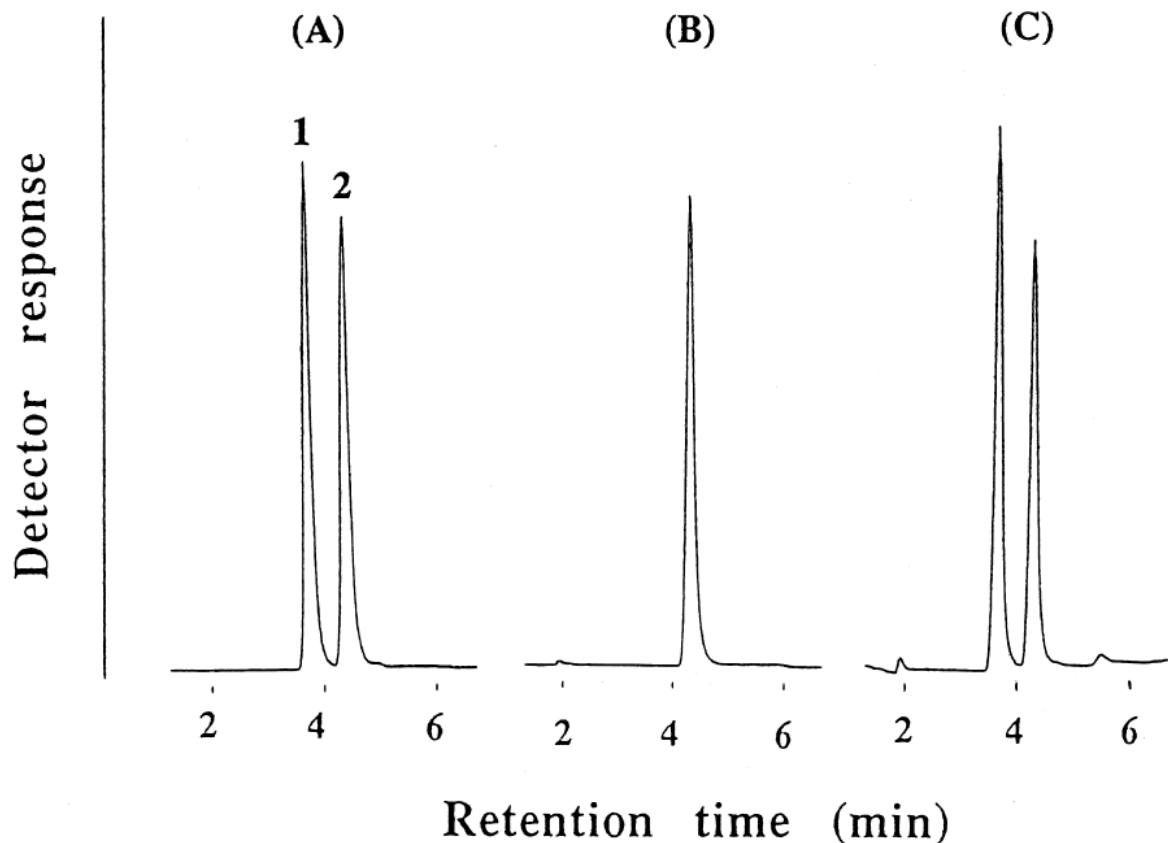 (A) (B) (C)
1
2
Detector response
2 4 6 2 4 6 2 4 6
Retention time (min)